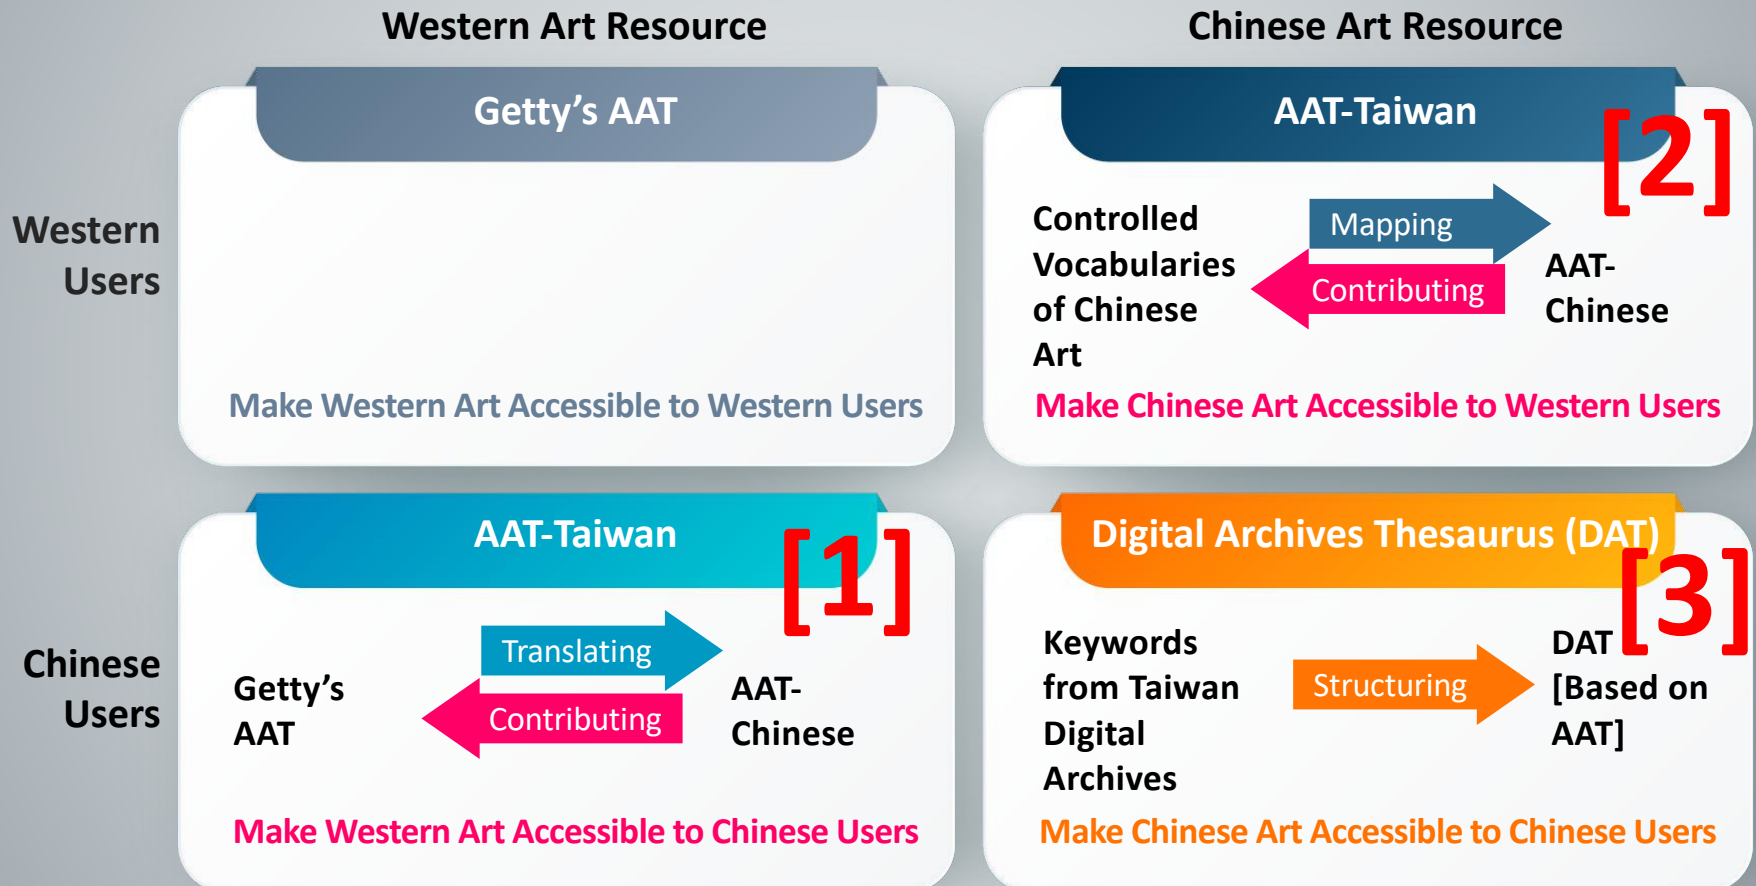 Western Art Resource
Chinese Art Resource
Western
Users
Getty’s AAT
Make Western Art Accessible to Western Users
AAT-Taiwan
[2]
Controlled
Vocabularies
of Chinese
Art
Mapping
Contributing
AAT-
Chinese
Make Chinese Art Accessible to Western Users
Chinese
Users
AAT-Taiwan
[1]
Getty’s
AAT
Translating
Contributing
AAT-
Chinese
Make Western Art Accessible to Chinese Users
Digital Archives Thesaurus (DAT)
[3]
Keywords
from Taiwan
Digital
Archives
Structuring
DAT
[Based on
AAT]
Make Chinese Art Accessible to Chinese Users